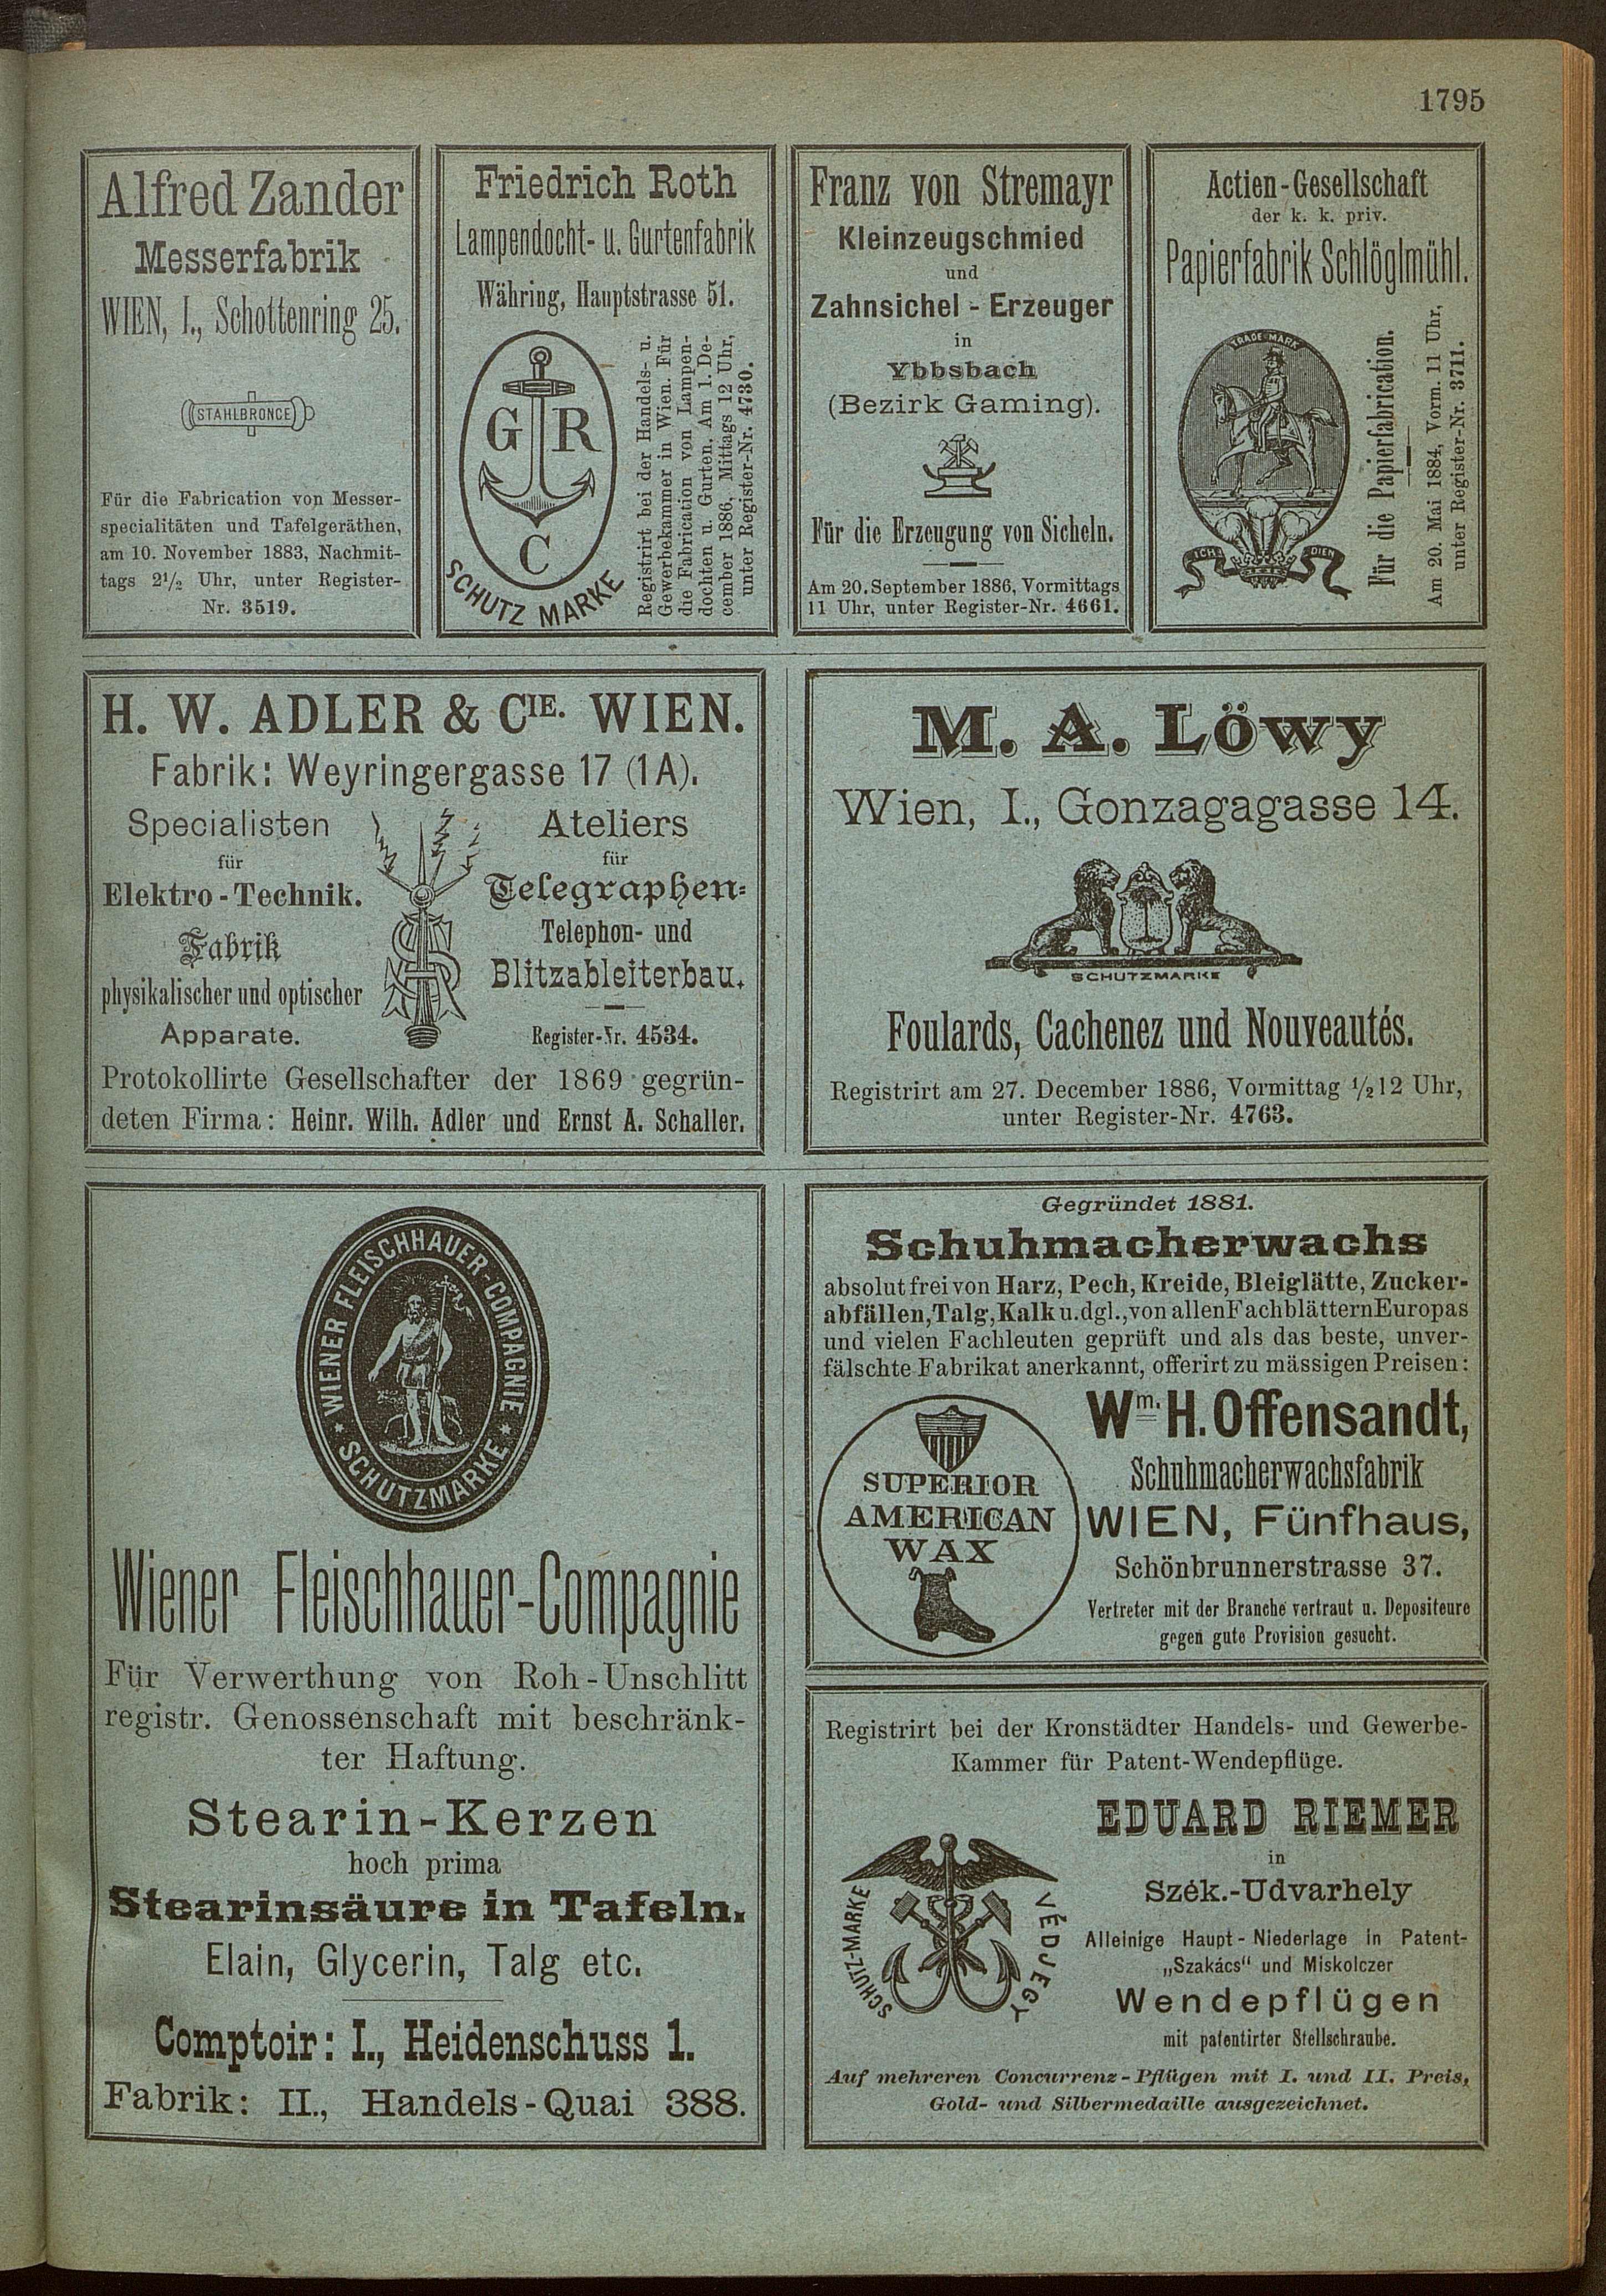 1795
Alfred Zander
Messerfabrik
WIEN, I., Schottenring 25.
STAHLBRONCE
Für die Fabrication von Messer-
specialitäten und Tafelgeräthen,
am 10. November 1883, Nachmit-
tags 2½ Uhr, unter Register-
Nr. 3519.
Friedrich Roth
Lampendocht- u. Gurtenfabrik
Währing, Hauptstrasse 51.
G R
C
SCHUTZ MARKE
Registrirt bei der Handels- u.
Gewerbekammer in Wien. Für
die Fabrication von Lampen-
dochten u. Gurten. Am 1. De-
cember 1886, Mittags 12 Uhr,
unter Register-Nr. 4730.
Franz von Stremayr
Kleinzeugschmied
und
Zahnsichel - Erzeuger
in
Ybbsbach
(Bezirk Gaming).
Für die Erzeugung von Sicheln.
Am 20. September 1886, Vormittags
11 Uhr, unter Register-Nr. 4661.
Actien-Gesellschaft
der k. k. priv.
Papierfabrik Schlöglmühl.
TRADE MARK
ICH DIEN
Für die Papierfabrication.
Am 20. Mai 1884, Vorm. 11 Uhr,
unter Register-Nr. 3711.
H. W. ADLER & CIE. WIEN.
Fabrik: Weyringergasse 17 (1A).
Specialisten
für
Elektro-Technik.
Fabrik
physikalischer und optischer
Apparate.
Ateliers
für
Telegraphen-
Telephon- und
Blitzableiterbau.
Register-Nr. 4534.
Protokollirte Gesellschafter der 1869 gegrün-
deten Firma: Heinr. Wilh. Adler und Ernst A. Schaller.
M. A. Löwy
Wien, I., Gonzagagasse 14.
SCHUTZMARKE
Foulards, Cachenez und Nouveautés.
Registrirt am 27. December 1886, Vormittag ½12 Uhr,
unter Register-Nr. 4763.
WIENER FLEISCHHAUER-COMPAGNIE
SCHUTZMARKE
Wiener Fleischhauer-Compagnie
Für Verwerthung von Roh-Unschlitt
registr. Genossenschaft mit beschränk-
ter Haftung.
Stearin-Kerzen
hoch prima
Stearinsäure in Tafeln.
Elain, Glycerin, Talg etc.
Comptoir: I., Heidenschuss 1.
Fabrik: II., Handels-Quai 388.
Gegründet 1881.
Schuhmacherwachs
absolut frei von Harz, Pech, Kreide, Bleiglätte, Zucker-
abfällen, Talg, Kalk u. dgl., von allen Fachblättern Europas
und vielen Fachleuten geprüft und als das beste, unver-
fälschte Fabrikat anerkannt, offerirt zu mässigen Preisen:
SUPERIOR
AMERICAN
WAX
Wm. H. Offensandt,
Schuhmacherwachsfabrik
WIEN, Fünfhaus,
Schönbrunnerstrasse 37.
Vertreter mit der Branche vertraut u. Depositeure
gegen gute Provision gesucht.
Registrirt bei der Kronstädter Handels- und Gewerbe-
Kammer für Patent-Wendepflüge.
SCHUTZ-MARKE
VÉDJEGY
EDUARD RIEMER
in
Szék.-Udvarhely
Alleinige Haupt-Niederlage in Patent-
„Szakács“ und Miskolczer
Wendepflügen
mit patentirter Stellschraube.
Auf mehreren Concurrenz-Pflügen mit I. und II. Preis,
Gold- und Silbermedaille ausgezeichnet.